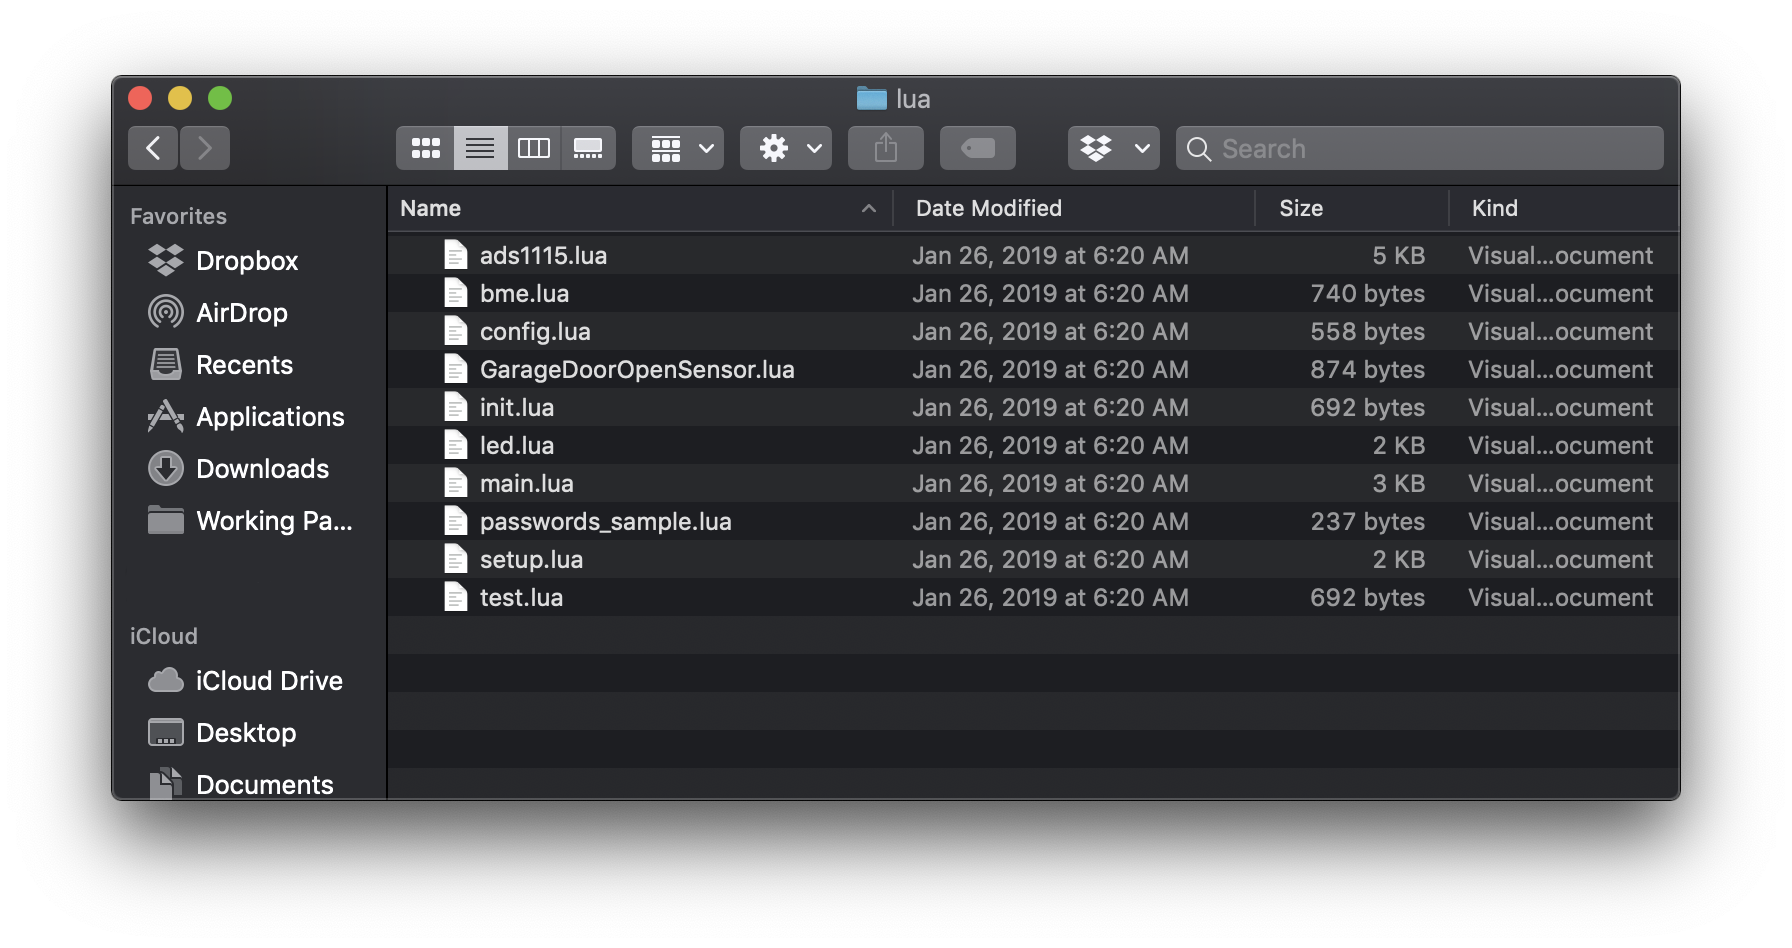 lua
Search
Favorites
Dropbox
AirDrop
Recents
Applications
Downloads
Working Pa...
iCloud
iCloud Drive
Desktop
Documents
Name Date Modified Size Kind
ads1115.lua Jan 26, 2019 at 6:20 AM 5 KB Visual...ocument
bme.lua Jan 26, 2019 at 6:20 AM 740 bytes Visual...ocument
config.lua Jan 26, 2019 at 6:20 AM 558 bytes Visual...ocument
GarageDoorOpenSensor.lua Jan 26, 2019 at 6:20 AM 874 bytes Visual...ocument
init.lua Jan 26, 2019 at 6:20 AM 692 bytes Visual...ocument
led.lua Jan 26, 2019 at 6:20 AM 2 KB Visual...ocument
main.lua Jan 26, 2019 at 6:20 AM 3 KB Visual...ocument
passwords_sample.lua Jan 26, 2019 at 6:20 AM 237 bytes Visual...ocument
setup.lua Jan 26, 2019 at 6:20 AM 2 KB Visual...ocument
test.lua Jan 26, 2019 at 6:20 AM 692 bytes Visual...ocument